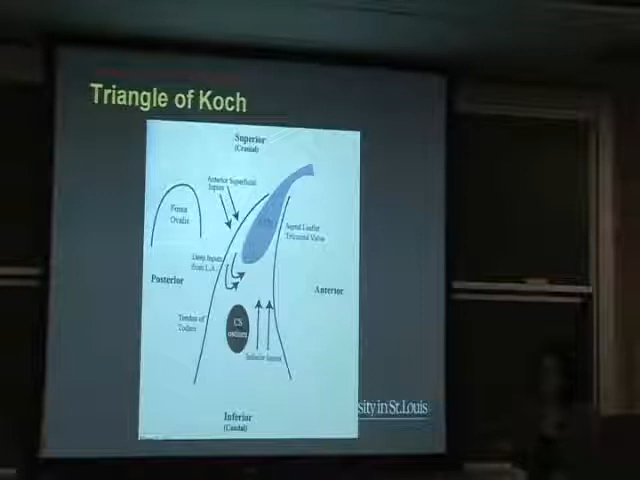 Triangle of Koch
Superior
(Cranial)
Anterior Superficial
Inputs
Fossa
Ovalis
Septal Leaflet
Tricuspid Valve
Deep Inputs
from L.A.
Posterior
Anterior
Tendon of
Todaro
CS
ostium
Inferior Inputs
Inferior
(Caudal)
sity in St. Louis